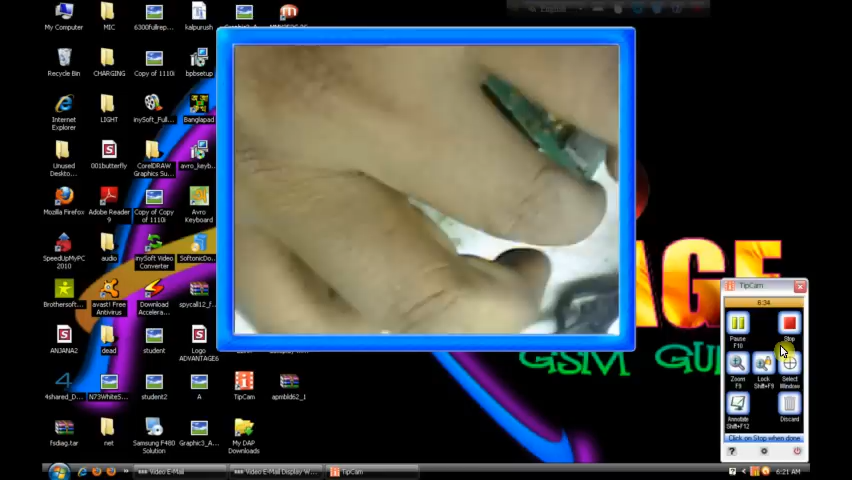 English
My Computer
MIC
6300fullrep...
kalpurush
Recycle Bin
CHARGING
Copy of 1110i
bpbsetup
Internet
Explorer
LIGHT
inySoft_Full...
Banglapad
Unused
Deskto...
001butterfly
CorelDRAW
Graphics Su...
avro_keyb...
Mozilla Firefox
Adobe Reader
9
Copy of Copy
of 1110i
Avro
Keyboard
SpeedUpMyPC
2010
audio
inySoft Video
Converter
SoftonicDo...
Brothersoft...
avast! Free
Antivirus
Download
Accelera...
spycall12_f...
ANJANA2
dead
student
Logo
ADVANTAGE6
4shared_D...
N73WhiteS...
student2
A
TipCam
apmbld62_1
fsdiag.tar
net
Samsung F480
Solution
Graphic3_A...
My DAP
Downloads
AGE
GSM GU
TipCam
8:34
Pause
F10
Stop
Zoom
F9
Lock
Shift+F9
Select
Window
Annotate
Shift+F12
Discard
Click on Stop when done
Video E-Mail
Video E-Mail Display W...
TipCam
6:21 AM